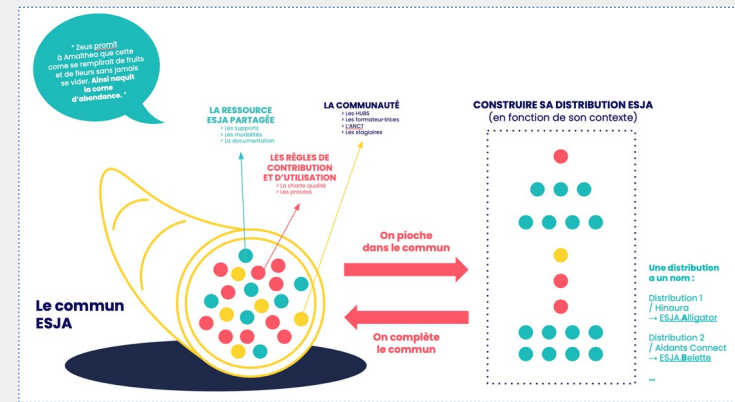 " Zeus promit
à Amalthea que cette
corne se remplirait de fruits
et de fleurs sans jamais
se vider. Ainsi naquit
la corne
d'abondance. "
LA RESSOURCE
ESJA PARTAGÉE
> Les supports
> Les modalités
> La documentation
LES RÈGLES DE
CONTRIBUTION
ET D'UTILISATION
> La charte qualité
> Les process
LA COMMUNAUTÉ
> Les HUBS
> Les formateur·trices
> L'ANCT
> Les stagiaires
CONSTRUIRE SA DISTRIBUTION ESJA
(en fonction de son contexte)
Le commun
ESJA
On pioche
dans le commun
On complète
le commun
Une distribution
a un nom :
Distribution 1
/ Hinaura
→ ESJA.Alligator
Distribution 2
/ Aidants Connect
→ ESJA.Belette
...